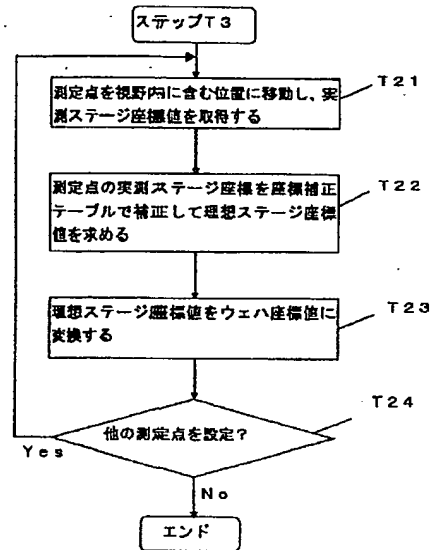 ステップT3
測定点を視野内に含む位置に移動し、実
測ステージ座標値を取得する
T21
測定点の実測ステージ座標を座標補正
テーブルで補正して理想ステージ座標
値を求める
T22
理想ステージ座標値をウェハ座標値に
変換する
T23
他の測定点を設定?
T24
Yes
No
エンド